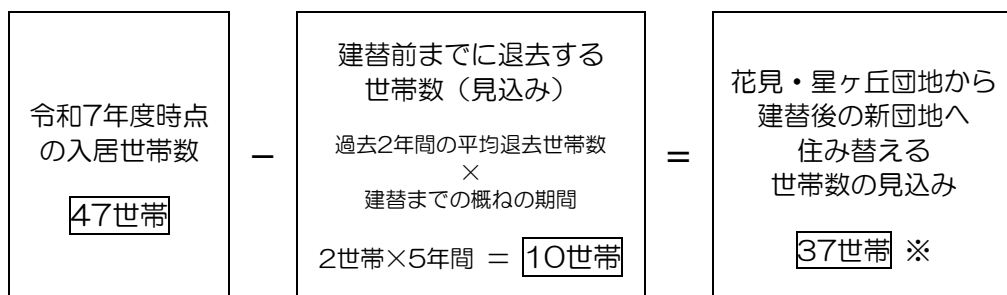 令和7年度時点
の入居世帯数
47世帯
−
建替前までに退去する
世帯数（見込み）
過去2年間の平均退去世帯数
×
建替までの概ねの期間
2世帯×5年間 ＝ 10世帯
＝
花見・星ヶ丘団地から
建替後の新団地へ
住み替える
世帯数の見込み
37世帯 ※